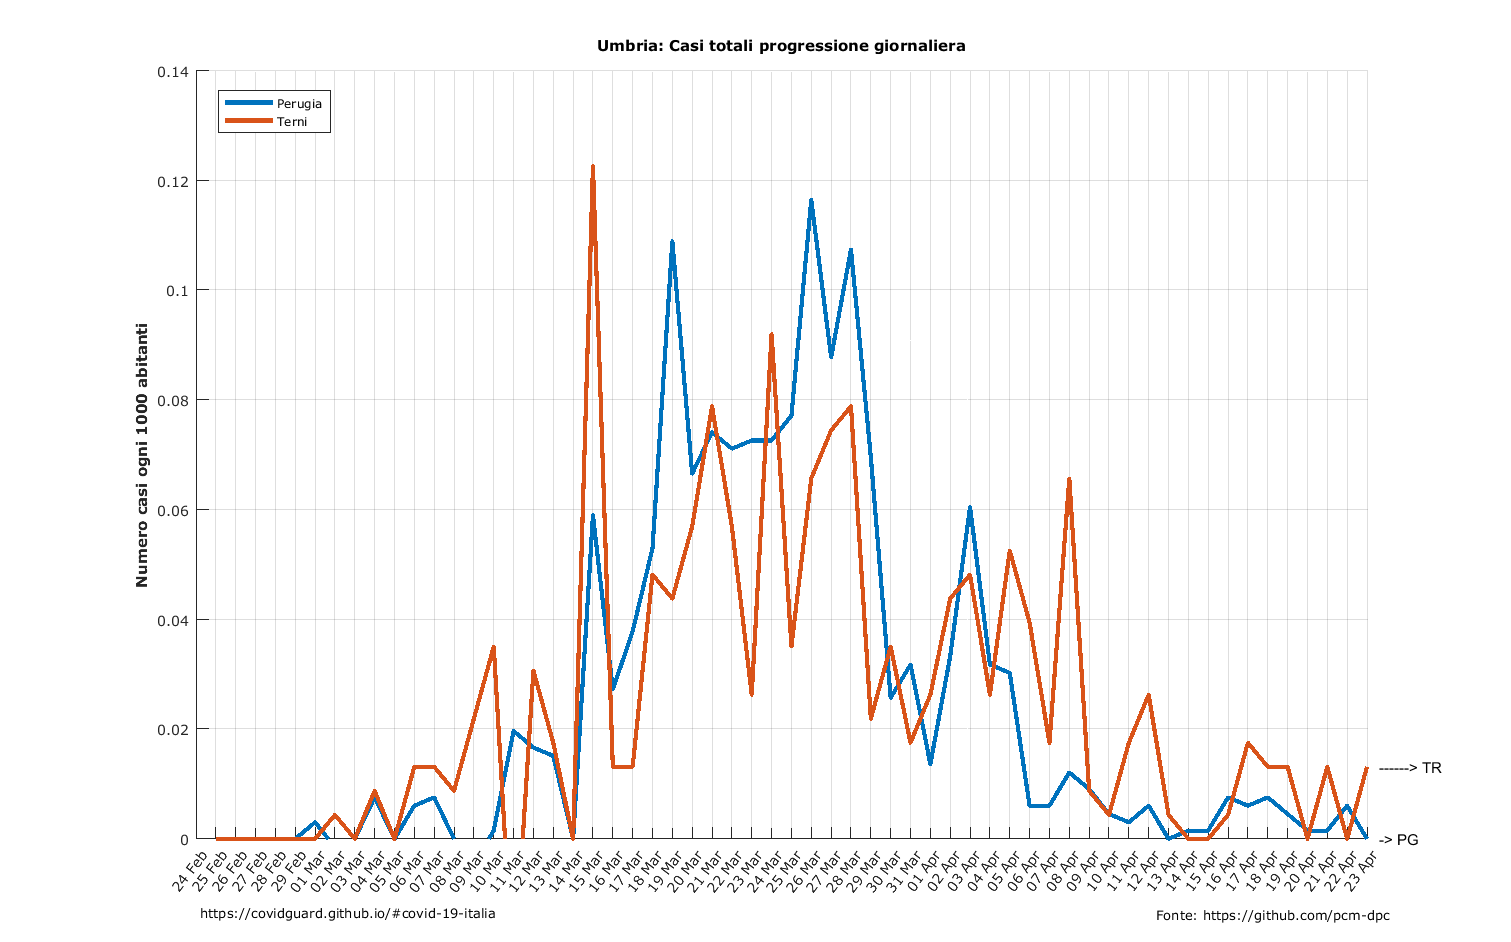 Umbria: Casi totali progressione giornaliera
0.14
0.12
0.1
0.08
0.06
0.04
0.02
0
Numero casi ogni 1000 abitanti
Perugia
Terni
------> TR
-> PG
24 Feb
25 Feb
26 Feb
27 Feb
28 Feb
29 Feb
01 Mar
02 Mar
03 Mar
04 Mar
05 Mar
06 Mar
07 Mar
08 Mar
09 Mar
10 Mar
11 Mar
12 Mar
13 Mar
14 Mar
15 Mar
16 Mar
17 Mar
18 Mar
19 Mar
20 Mar
21 Mar
22 Mar
23 Mar
24 Mar
25 Mar
26 Mar
27 Mar
28 Mar
29 Mar
30 Mar
31 Mar
01 Apr
02 Apr
03 Apr
04 Apr
05 Apr
06 Apr
07 Apr
08 Apr
09 Apr
10 Apr
11 Apr
12 Apr
13 Apr
14 Apr
15 Apr
16 Apr
17 Apr
18 Apr
19 Apr
20 Apr
21 Apr
22 Apr
23 Apr
https://covidguard.github.io/#covid-19-italia
Fonte: https://github.com/pcm-dpc